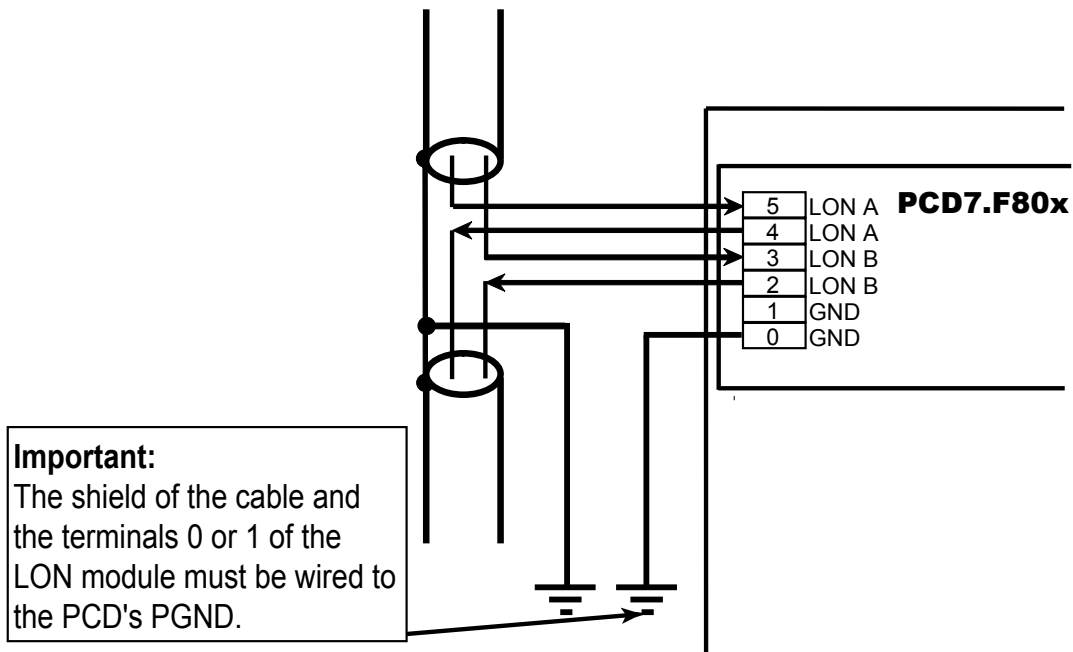 PCD7.F80x
5 LON A
4 LON A
3 LON B
2 LON B
1 GND
0 GND
Important:
The shield of the cable and
the terminals 0 or 1 of the
LON module must be wired to
the PCD's PGND.